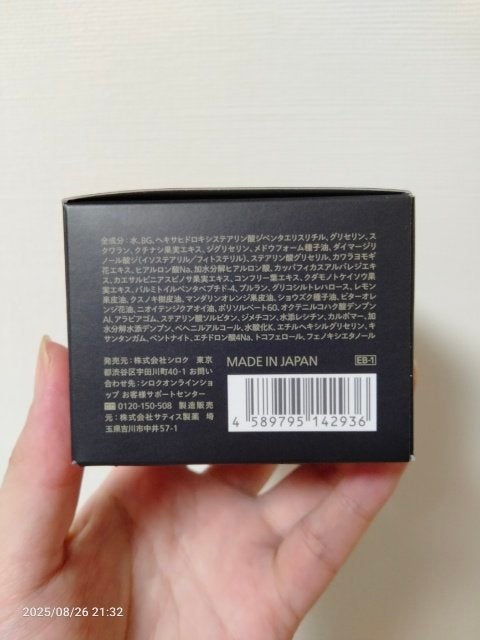 全成分：水、BG、ヘキサヒドロキシステアリン酸ジペンタエリスリチル、グリセリン、ス
クワラン、クチナシ果実エキス、ジグリセリン、メドウフォーム種子油、ダイマージリ
ノール酸ジ（イソステアリル／フィトステリル）、ステアリン酸グリセリル、カワラヨモギ
花エキス、ヒアルロン酸Na、加水分解ヒアルロン酸、カッパフィカスアルバレジエキ
ス、カエサルピニアスピノサ果実エキス、コンフリー葉エキス、クダモノトケイソウ果
実エキス、パルミトイルペンタペプチド-4、プルラン、グリコシルトレハロース、レモン
果皮油、クスノキ樹皮油、マンダリンオレンジ果皮油、ショウズク種子油、ビターオレ
ンジ花油、ニオイテンジクアオイ油、ポリソルベート60、オクテニルコハク酸デンプン
Al、アラビアゴム、ステアリン酸ソルビタン、ジメチコン、水添レシチン、カルボマー、加
水分解水添デンプン、ベヘニルアルコール、水酸化K、エチルヘキシルグリセリン、キ
サンタンガム、ベントナイト、エチドロン酸4Na、トコフェロール、フェノキシエタノール
発売元：株式会社シロク 東京
都渋谷区宇田川町40-1 お問い
合わせ先：シロクオンラインショ
ップ お客様サポートセンター
0120-150-508 製造販売
元：株式会社サティス製薬 埼
玉県吉川市中井57-1
MADE IN JAPAN
EB-1
4 589795 142936
2025/08/26 21:32